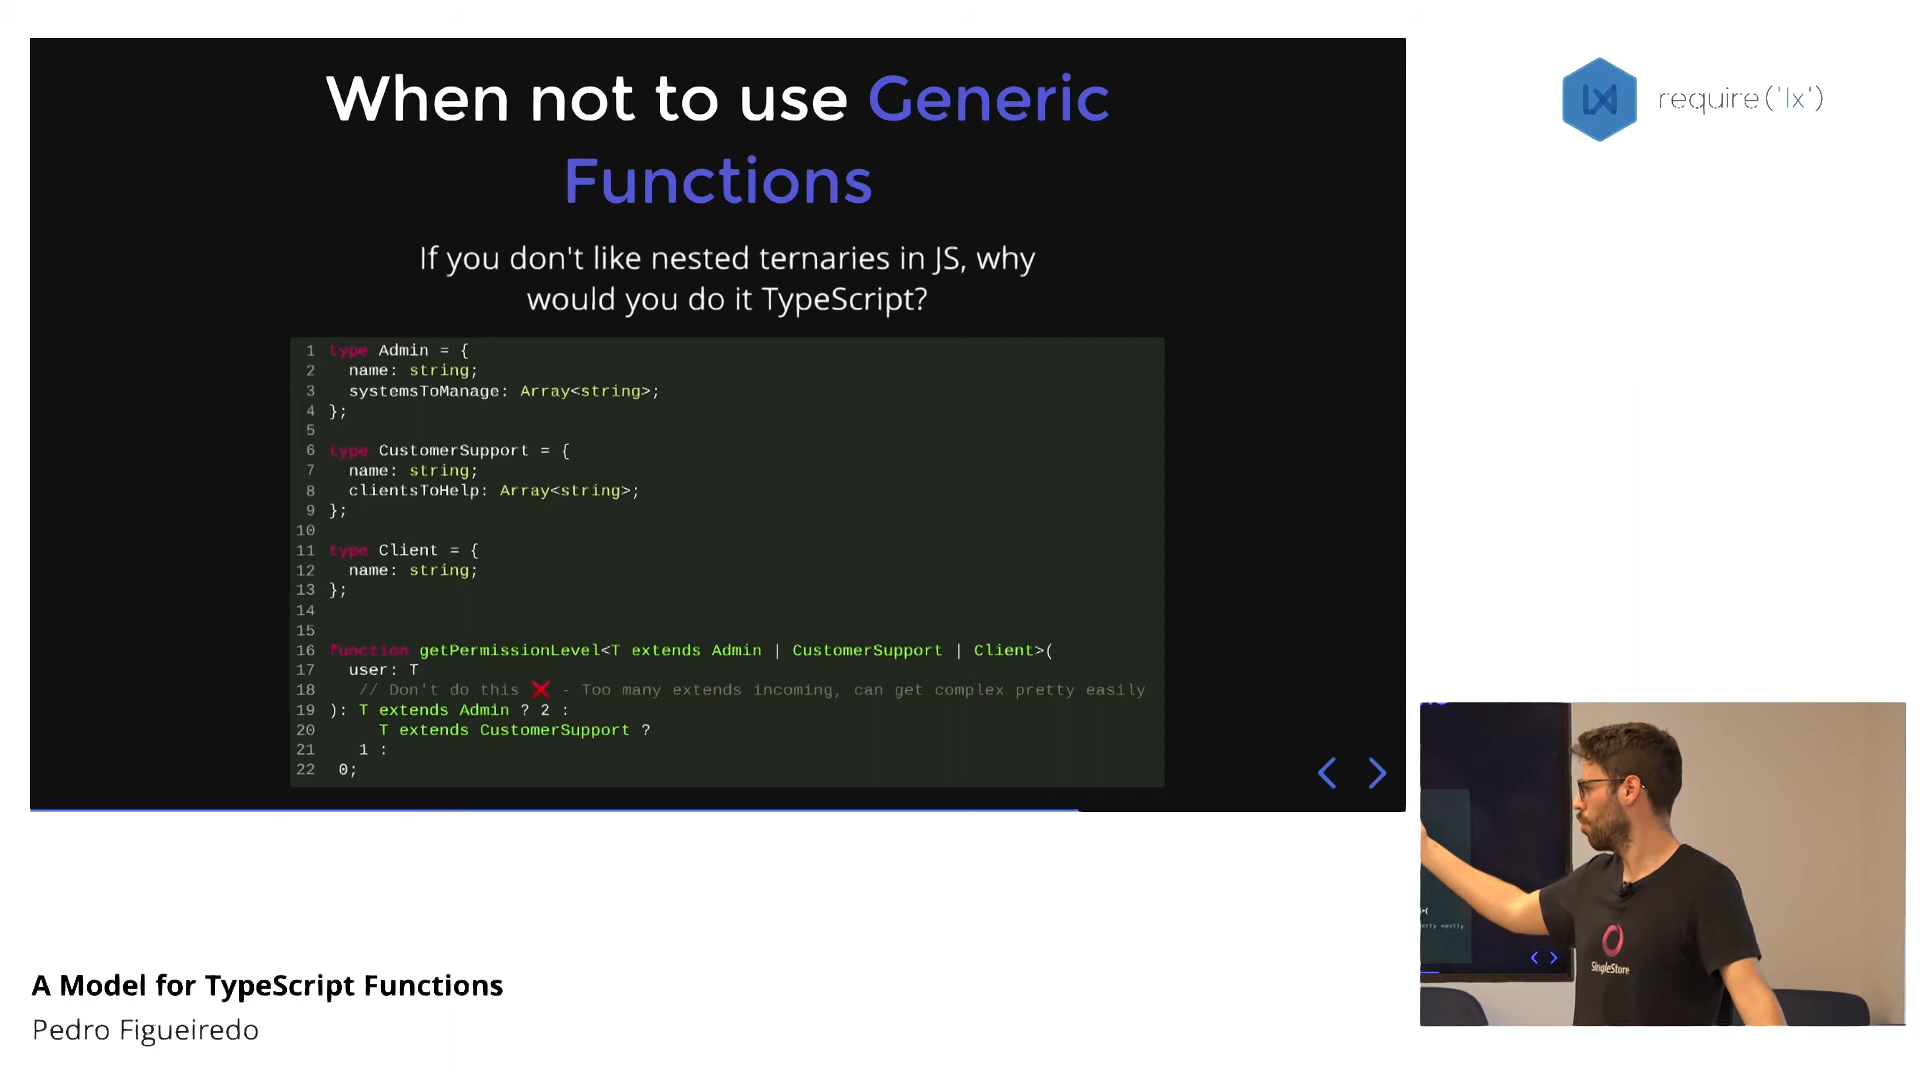 When not to use Generic
Functions
If you don't like nested ternaries in JS, why
would you do it TypeScript?
1 type Admin = {
2   name: string;
3   systemsToManage: Array<string>;
4 };
5
6 type CustomerSupport = {
7   name: string;
8   clientsToHelp: Array<string>;
9 };
10
11 type Client = {
12   name: string;
13 };
14
15
16 function getPermissionLevel<T extends Admin | CustomerSupport | Client>(
17   user: T
18    // Don't do this ❌ - Too many extends incoming, can get complex pretty easily
19 ): T extends Admin ? 2 :
20      T extends CustomerSupport ?
21    1 :
22  0;
require('lx')
SingleStore
etty easily
A Model for TypeScript Functions
Pedro Figueiredo